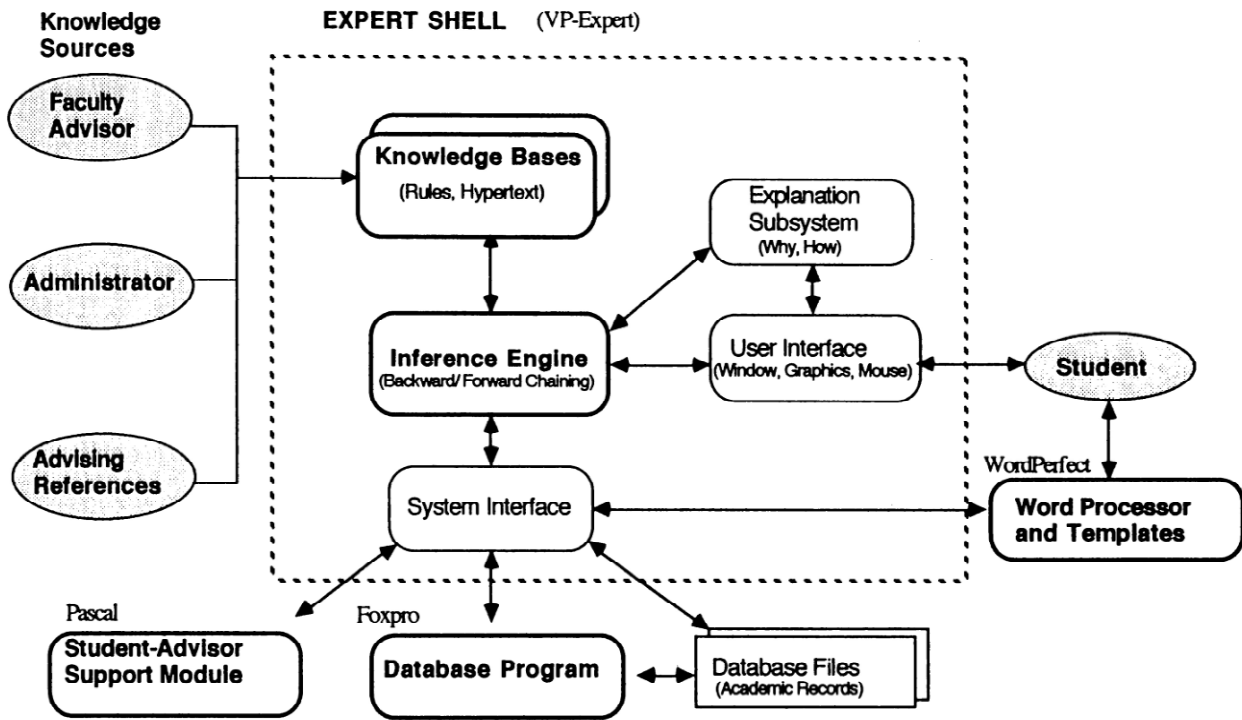 Knowledge
Sources
EXPERT SHELL (VP-Expert)
Faculty
Advisor
Knowledge Bases
(Rules, Hypertext)
Explanation
Subsystem
(Why, How)
Administrator
Inference Engine
(Backward/ Forward Chaining)
User Interface
(Window, Graphics, Mouse)
Student
Advising
References
System Interface
WordPerfect
Word Processor
and Templates
Pascal
Student-Advisor
Support Module
Foxpro
Database Program
Database Files
(Academic Records)